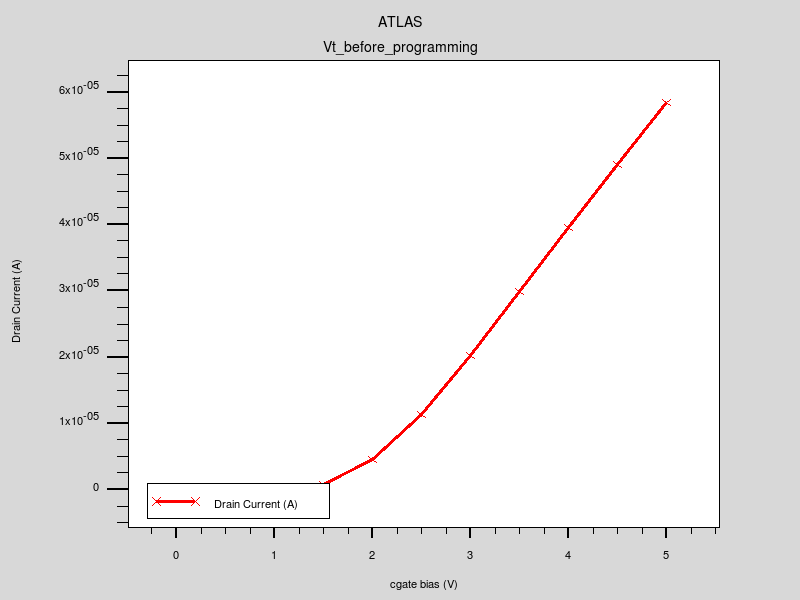 ATLAS
Vt_before_programming
6x10-05
5x10-05
4x10-05
3x10-05
2x10-05
1x10-05
0
Drain Current (A)
Drain Current (A)
0 1 2 3 4 5
cgate bias (V)